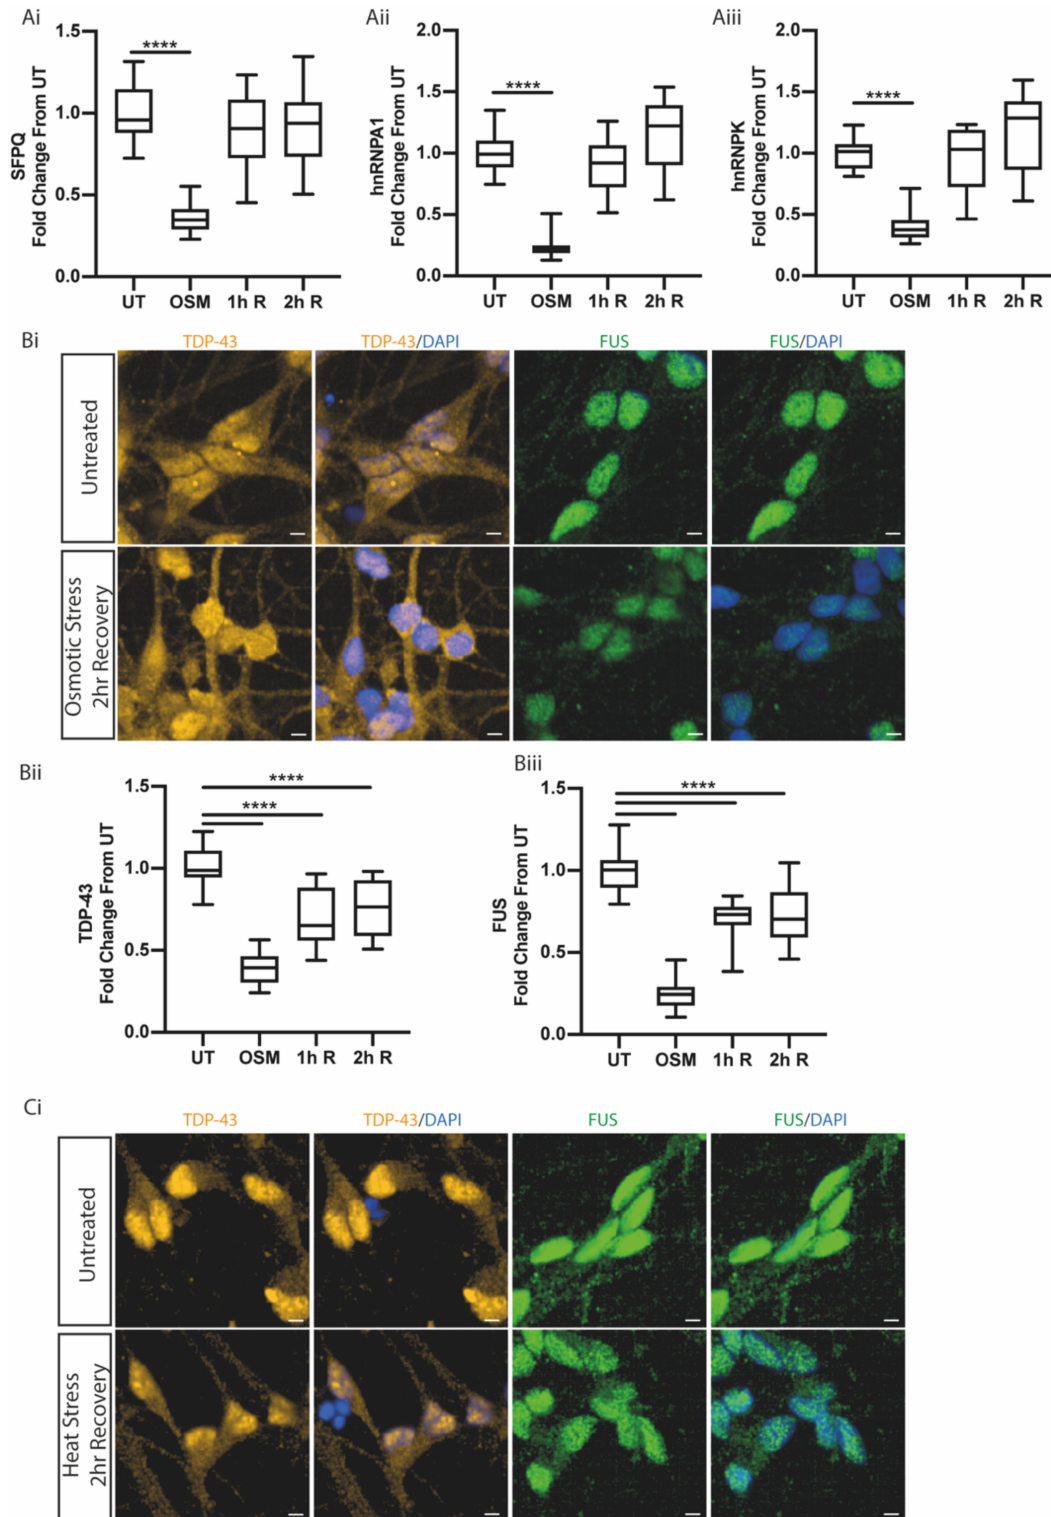 Ai
Aii
Aiii
SFPQ
Fold Change From UT
1.5
1.0
0.5
0.0
****
UT OSM 1h R 2h R
hnRNPA1
Fold Change From UT
2.0
1.5
1.0
0.5
0.0
****
UT OSM 1h R 2h R
hnRNPK
Fold Change From UT
2.0
1.5
1.0
0.5
0.0
****
UT OSM 1h R 2h R
Bi
TDP-43 TDP-43/DAPI FUS FUS/DAPI
Untreated
Osmotic Stress
2hr Recovery
Bii
TDP-43
Fold Change From UT
1.5
1.0
0.5
0.0
****
****
UT OSM 1h R 2h R
Biii
FUS
Fold Change From UT
1.5
1.0
0.5
0.0
****
UT OSM 1h R 2h R
Ci
TDP-43 TDP-43/DAPI FUS FUS/DAPI
Untreated
Heat Stress
2hr Recovery